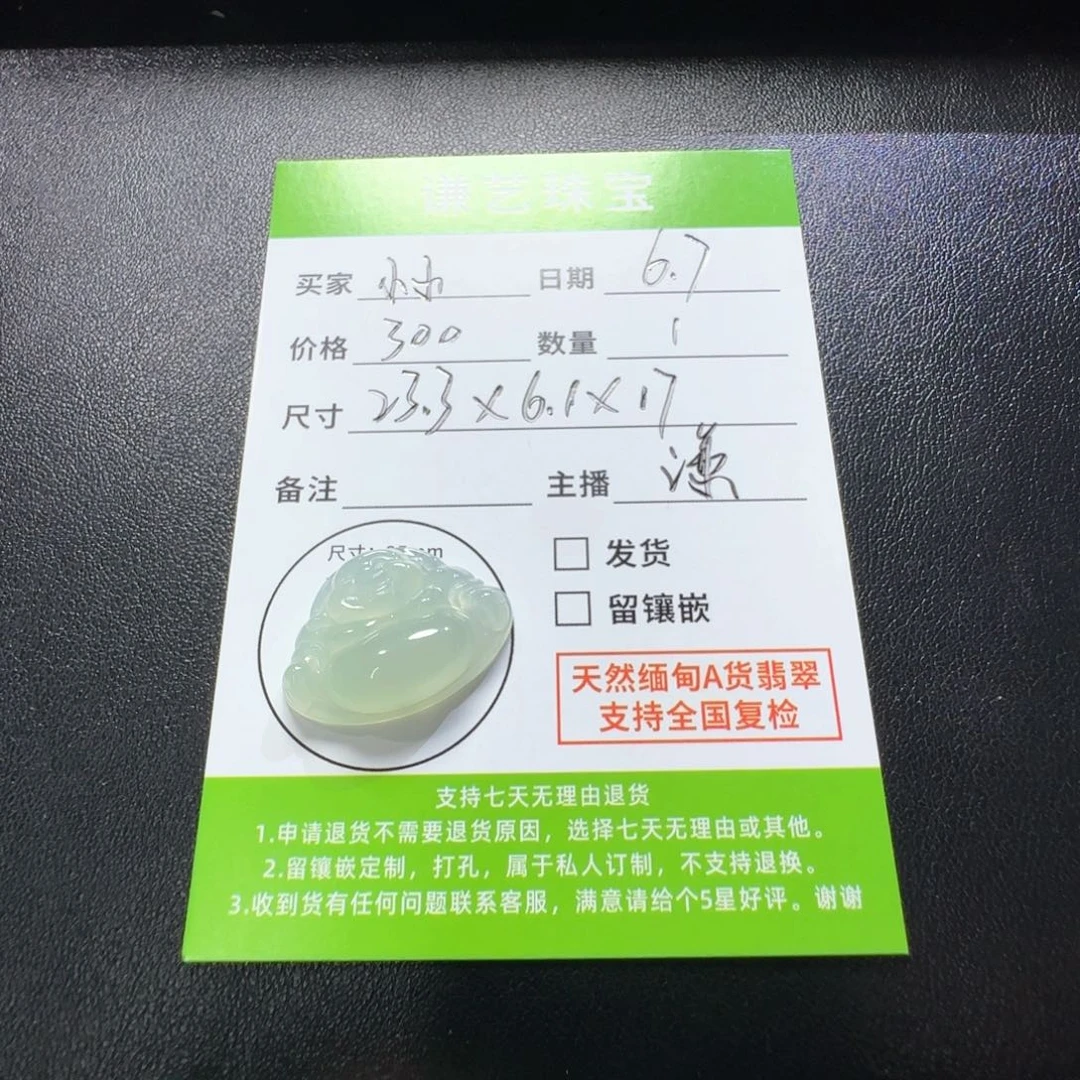 谦艺珠宝
买家 小小 日期 6.7
价格 300 数量 1
尺寸 23.3×6.1×17
备注 主播 谦
尺寸: mm
发货
留镶嵌
天然缅甸A货翡翠
支持全国复检
支持七天无理由退货
1.申请退货不需要退货原因，选择七天无理由或其他。
2.留镶嵌定制，打孔，属于私人订制，不支持退换。
3.收到货有任何问题联系客服，满意请给个5星好评。谢谢